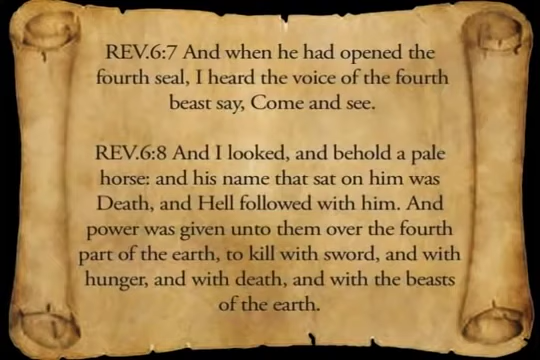 REV.6:7 And when he had opened the
fourth seal, I heard the voice of the fourth
beast say, Come and see.
REV.6:8 And I looked, and behold a pale
horse: and his name that sat on him was
Death, and Hell followed with him. And
power was given unto them over the fourth
part of the earth, to kill with sword, and with
hunger, and with death, and with the beasts
of the earth.